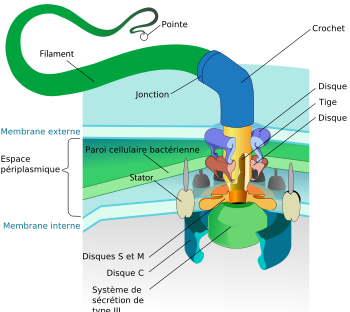 Pointe
Crochet
Filament
Jonction
Disque
Tige
Disque
Membrane externe
Paroi cellulaire bactérienne
Espace
périplasmique
Stator
Membrane interne
Disques S et M
Disque C
Système de
sécrétion de
type III